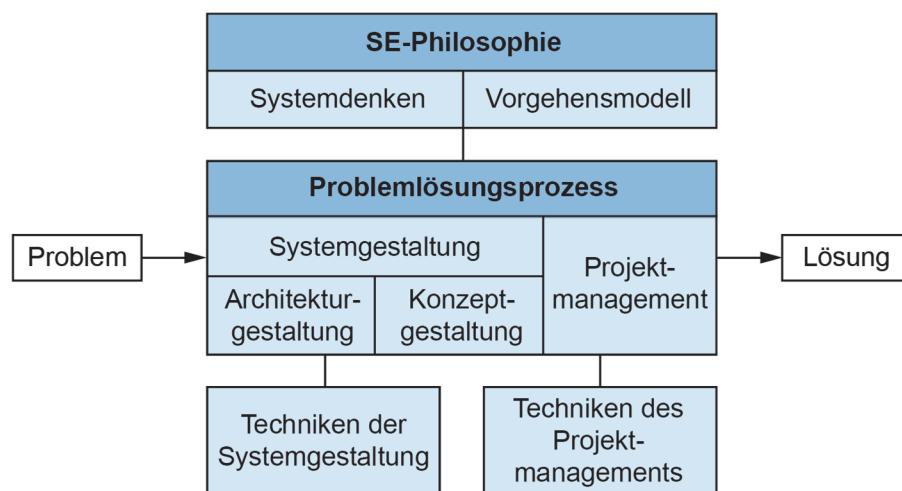 SE-Philosophie
Systemdenken
Vorgehensmodell
Problemlösungsprozess
Problem
Systemgestaltung
Architektur-
gestaltung
Konzept-
gestaltung
Projekt-
management
Lösung
Techniken der
Systemgestaltung
Techniken des
Projekt-
managements